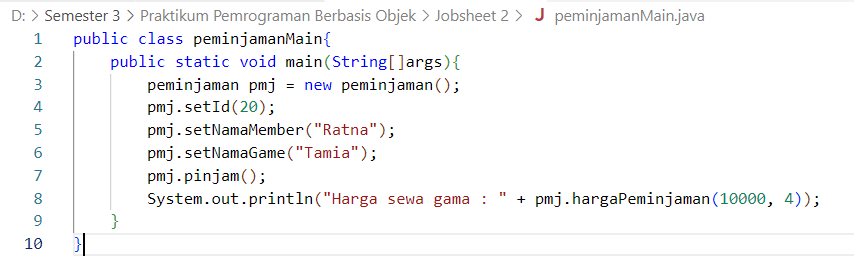 D: > Semester 3 > Praktikum Pemrograman Berbasis Objek > Jobsheet 2 > J peminjamanMain.java
1 public class peminjamanMain{
2 public static void main(String[]args){
3 peminjaman pmj = new peminjaman();
4 pmj.setId(20);
5 pmj.setNamaMember("Ratna");
6 pmj.setNamaGame("Tamia");
7 pmj.pinjam();
8 System.out.println("Harga sewa gama : " + pmj.hargaPeminjaman(10000, 4));
9 }
10 }